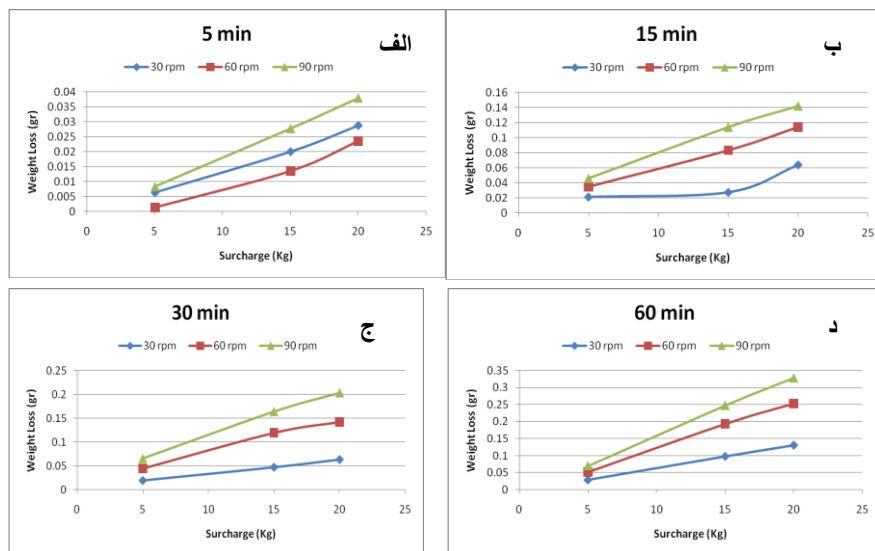 5 min
الف
30 rpm 60 rpm 90 rpm
Weight Loss (gr)
0.04
0.035
0.03
0.025
0.02
0.015
0.01
0.005
0
0 5 10 15 20 25
Surcharge (Kg)
15 min
ب
30 rpm 60 rpm 90 rpm
Weight Loss (gr)
0.16
0.14
0.12
0.1
0.08
0.06
0.04
0.02
0
0 5 10 15 20 25
Surcharge (Kg)
30 min
ج
30 rpm 60 rpm 90 rpm
Weight Loss (gr)
0.25
0.2
0.15
0.1
0.05
0
0 5 10 15 20 25
Surcharge (Kg)
60 min
د
30 rpm 60 rpm 90 rpm
Weight Loss (gr)
0.35
0.3
0.25
0.2
0.15
0.1
0.05
0
0 5 10 15 20 25
Surcharge (Kg)